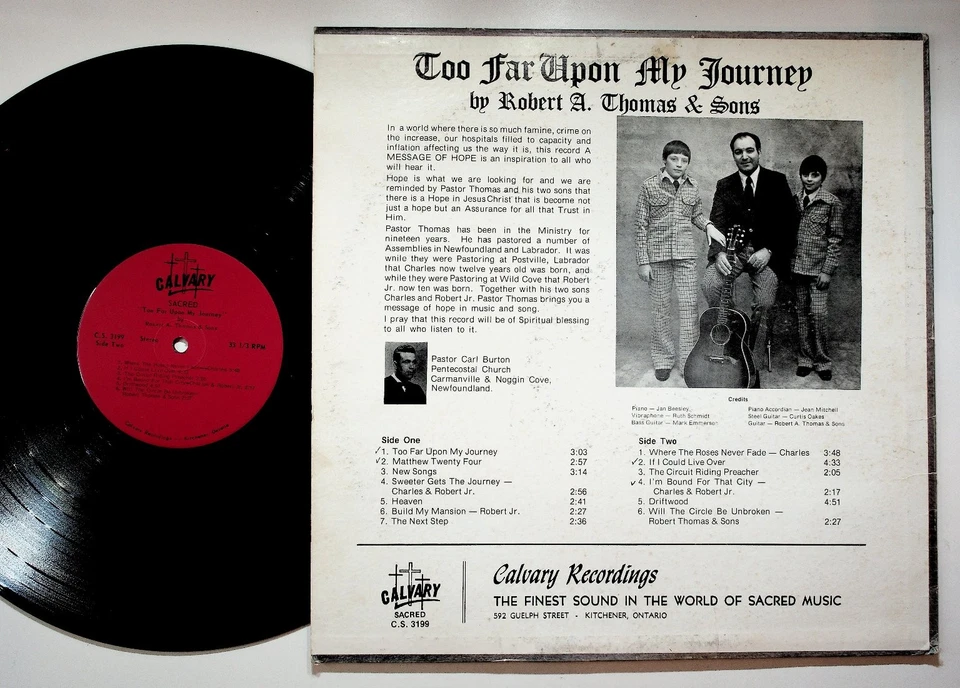 Too Far Upon My Journey
by Robert A. Thomas & Sons
In a world where there is so much famine, crime on
the increase, our hospitals filled to capacity and
inflation affecting us the way it is, this record A
MESSAGE OF HOPE is an inspiration to all who
will hear it.
Hope is what we are looking for and we are
reminded by Pastor Thomas and his two sons that
there is a Hope in Jesus Christ that is become not
just a hope but an Assurance for all that Trust in
Him.
Pastor Thomas has been in the Ministry for
nineteen years. He has pastored a number of
Assemblies in Newfoundland and Labrador. It was
while they were Pastoring at Postville, Labrador
that Charles now twelve years old was born, and
while they were Pastoring at Wild Cove that Robert
Jr. now ten was born. Together with his two sons
Charles and Robert Jr. Pastor Thomas brings you a
message of hope in music and song.
I pray that this record will be of Spiritual blessing
to all who listen to it.
Pastor Carl Burton
Pentecostal Church
Carmanville & Noggin Cove,
Newfoundland.
Credits
Piano — Jan Beesley
Vibraphone — Ruth Schmidt
Bass Guitar — Mark Emmerson
Piano Accordian — Jean Mitchell
Steel Guitar — Curtis Oakes
Guitar — Robert A. Thomas & Sons
Side One
1. Too Far Upon My Journey 3:03
2. Matthew Twenty Four 2:57
3. New Songs 3:14
4. Sweeter Gets The Journey —
Charles & Robert Jr. 2:56
5. Heaven 2:41
6. Build My Mansion — Robert Jr. 2:27
7. The Next Step 2:36
Side Two
1. Where The Roses Never Fade — Charles 3:48
2. If I Could Live Over 4:33
3. The Circuit Riding Preacher 2:05
4. I'm Bound For That City —
Charles & Robert Jr. 2:17
5. Driftwood 4:51
6. Will The Circle Be Unbroken —
Robert Thomas & Sons 2:27
CALVARY
SACRED
C.S. 3199
Calvary Recordings
THE FINEST SOUND IN THE WORLD OF SACRED MUSIC
592 GUELPH STREET - KITCHENER, ONTARIO
CALVARY
SACRED
"Too Far Upon My Journey"
by
Robert A. Thomas & Sons
C.S. 3199
Side Two
Stereo
33 1/3 RPM